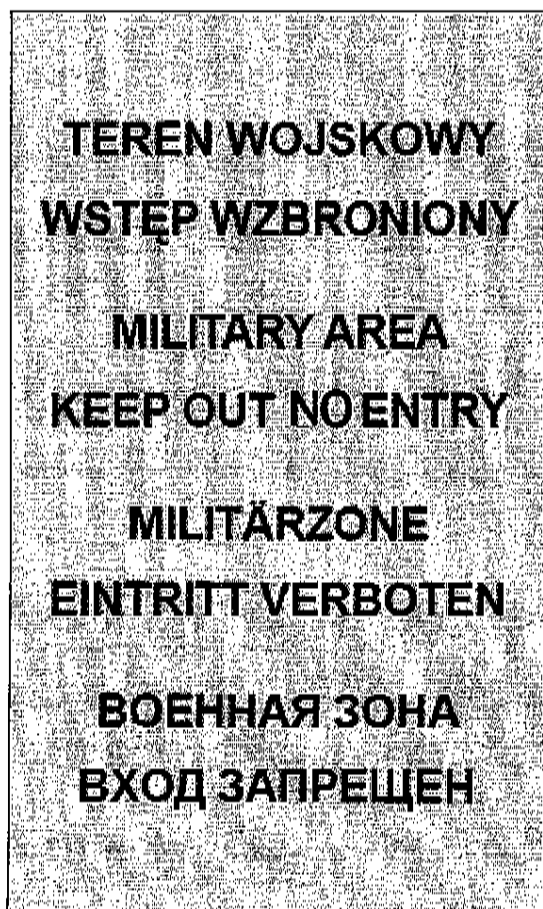 TEREN WOJSKOWY
WSTĘP WZBRONIONY
MILITARY AREA
KEEP OUT NO ENTRY
MILITÄRZONE
EINTRITT VERBOTEN
ВОЕННАЯ ЗОНА
ВХОД ЗАПРЕЩЕН